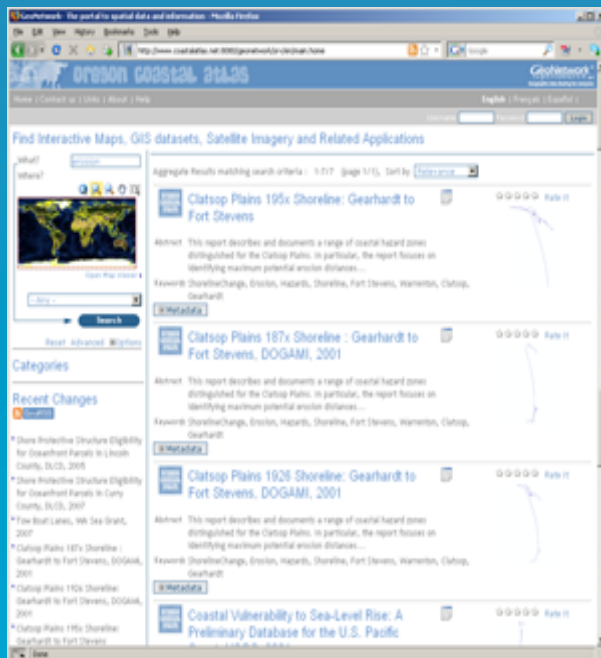 GeoNetwork: The portal to spatial data and information - Mozilla Firefox
File Edit View History Bookmarks Tools Help
Google
OREGON COASTAL ATLAS
GeoNetwork
Home | Contact us | Links | About | Help
English | Français | Español |
Username Password Login
Find Interactive Maps, GIS datasets, Satellite Imagery and Related Applications
What? erosion
Where?
Open Map Viewer
- Any -
Search
Reset Advanced Options
Categories
Recent Changes
GeoRSS
Shore Protective Structure Eligibility
for Oceanfront Parcels in Lincoln
County, DLCD, 2005
Shore Protective Structure Eligibility
for Oceanfront Parcels in Curry
County, DLCD, 2007
Tow Boat Lanes, WA Sea Grant,
2007
Clatsop Plains 187x Shoreline :
Gearhardt to Fort Stevens, DOGAMI,
2001
Clatsop Plains 1926 Shoreline:
Gearhardt to Fort Stevens, DOGAMI,
2001
Clatsop Plains 195x Shoreline:
Gearhardt to Fort Stevens
Aggregate Results matching search criteria : 1-7/7 (page 1/1), Sort by Relevance
Clatsop Plains 195x Shoreline: Gearhardt to
Fort Stevens
Rate it
Abstract This report describes and documents a range of coastal hazard zones
distinguished for the Clatsop Plains. In particular, the report focuses on
identifying maximum potential erosion distances...
Keywords ShorelineChange, Erosion, Hazards, Shoreline, Fort Stevens, Warrenton, Clatsop,
Gearhardt
Metadata
Clatsop Plains 187x Shoreline : Gearhardt to
Fort Stevens, DOGAMI, 2001
Rate it
Abstract This report describes and documents a range of coastal hazard zones
distinguished for the Clatsop Plains. In particular, the report focuses on
identifying maximum potential erosion distances...
Keywords ShorelineChange, Erosion, Hazards, Shoreline, Fort Stevens, Warrenton, Clatsop,
Gearhardt
Metadata
Clatsop Plains 1926 Shoreline: Gearhardt to
Fort Stevens, DOGAMI, 2001
Rate it
Abstract This report describes and documents a range of coastal hazard zones
distinguished for the Clatsop Plains. In particular, the report focuses on
identifying maximum potential erosion distances...
Keywords ShorelineChange, Erosion, Hazards, Shoreline, Fort Stevens, Warrenton, Clatsop,
Gearhardt
Metadata
Coastal Vulnerability to Sea-Level Rise: A
Preliminary Database for the U.S. Pacific
Rate it
Done